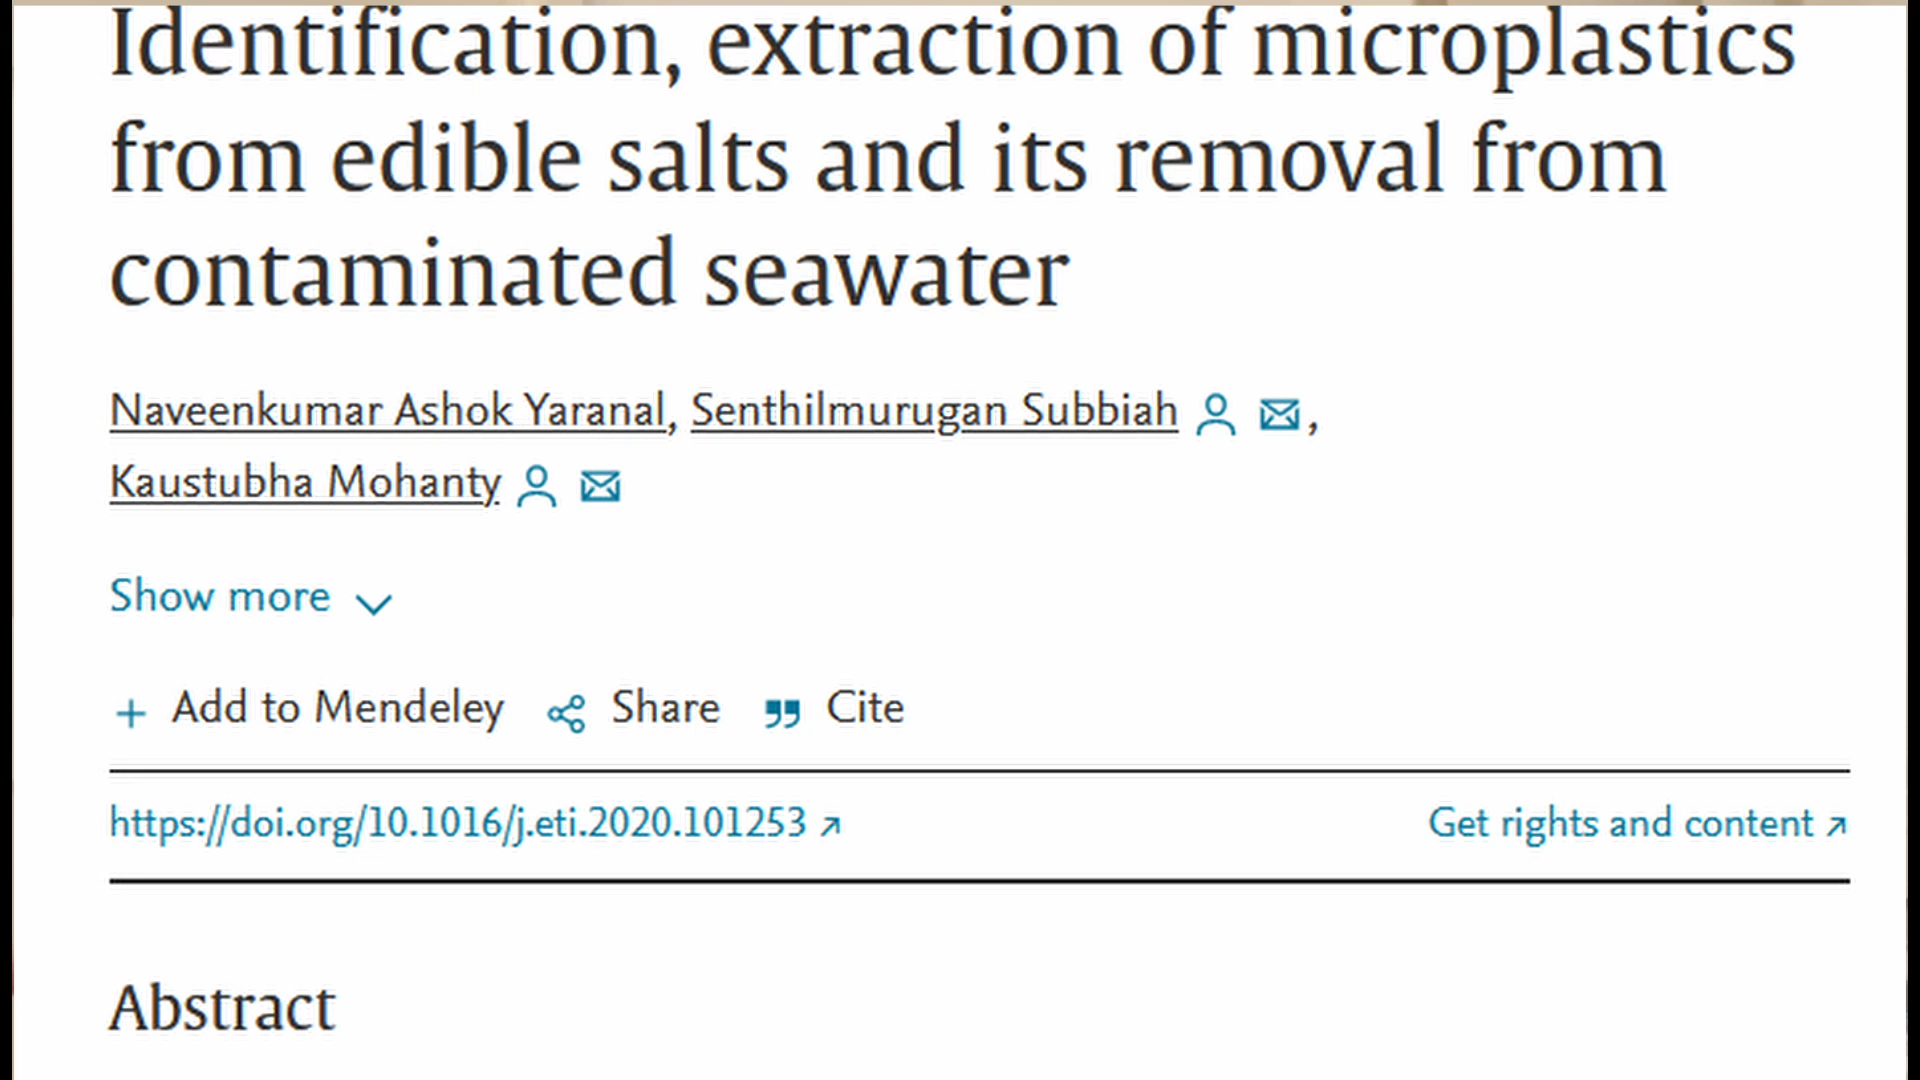 Identification, extraction of microplastics
from edible salts and its removal from
contaminated seawater
Naveenkumar Ashok Yaranal, Senthilmurugan Subbiah ,
Kaustubha Mohanty
Show more
Add to Mendeley Share Cite
https://doi.org/10.1016/j.eti.2020.101253 Get rights and content
Abstract